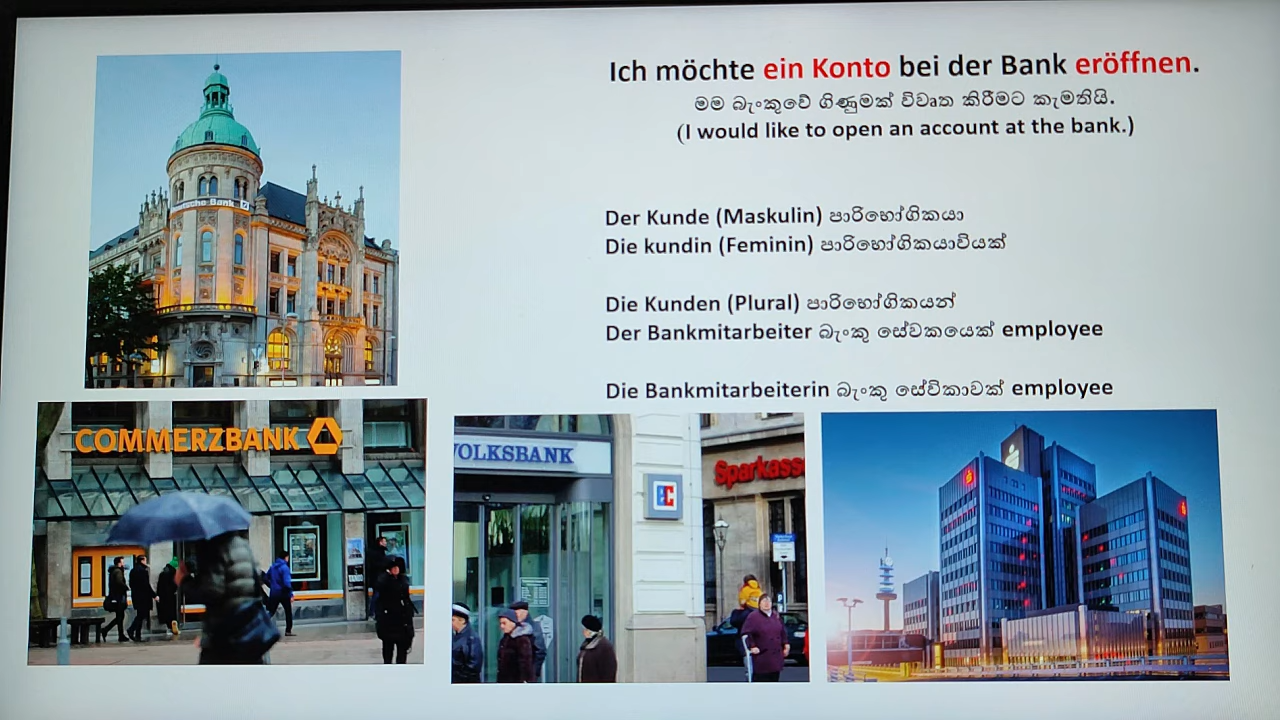 Ich möchte ein Konto bei der Bank eröffnen.
මම බැංකුවේ ගිණුමක් විවෘත කිරීමට කැමතියි.
(I would like to open an account at the bank.)
Der Kunde (Maskulin) පාරිභෝගිකයා
Die kundin (Feminin) පාරිභෝගිකයාවියක්
Die Kunden (Plural) පාරිභෝගිකයන්
Der Bankmitarbeiter බැංකු සේවකයෙක් employee
Die Bankmitarbeiterin බැංකු සේවිකාවක් employee
Bank
COMMERZBANK
VOLKSBANK
EC
Sparkasse